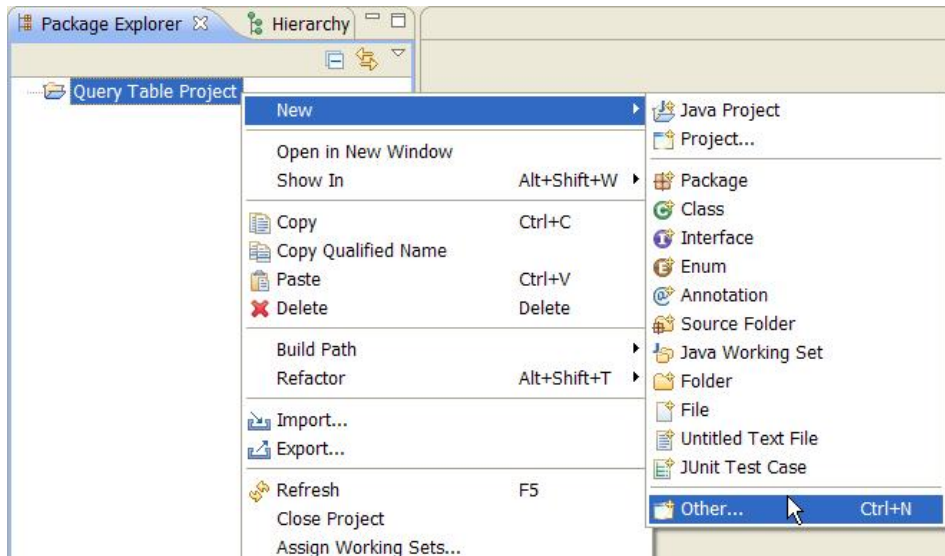 Package Explorer
Hierarchy
Query Table Project
New
Open in New Window
Show In Alt+Shift+W
Copy Ctrl+C
Copy Qualified Name
Paste Ctrl+V
Delete Delete
Build Path
Refactor Alt+Shift+T
Import...
Export...
Refresh F5
Close Project
Assign Working Sets...
Java Project
Project...
Package
Class
Interface
Enum
Annotation
Source Folder
Java Working Set
Folder
File
Untitled Text File
JUnit Test Case
Other... Ctrl+N